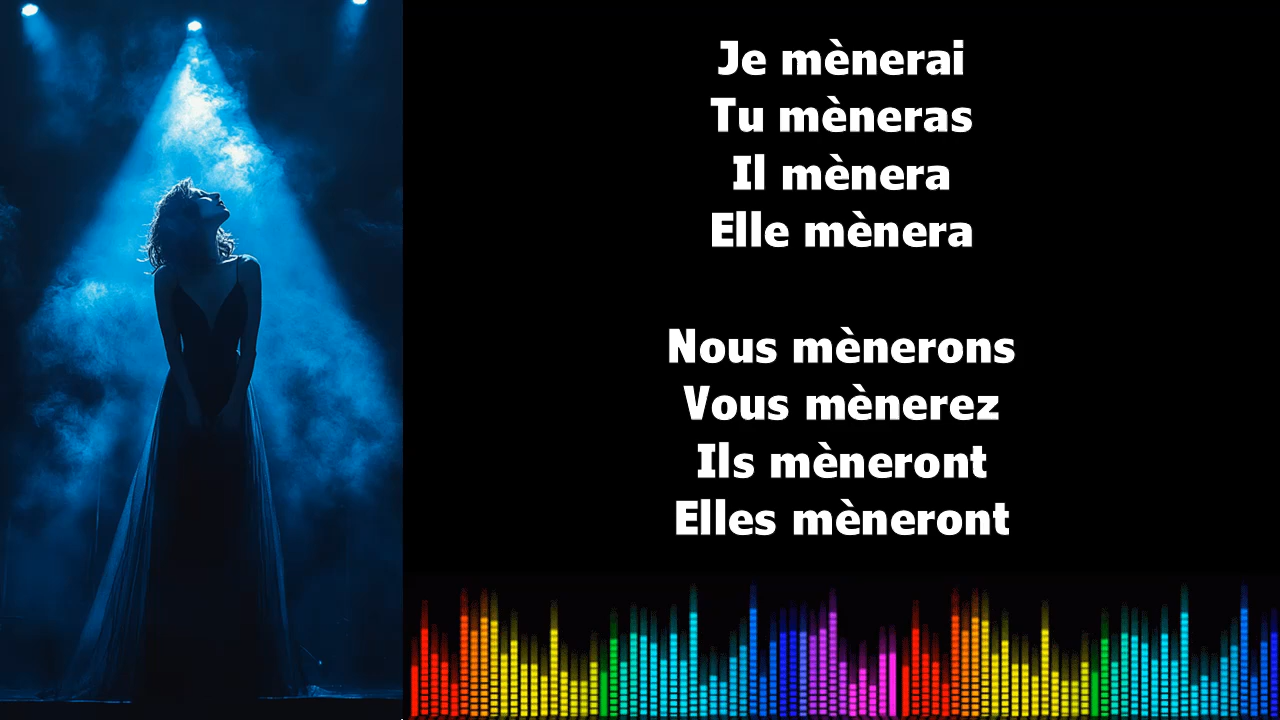 Je mènerai
Tu mèneras
Il mènera
Elle mènera
Nous mènerons
Vous mènerez
Ils mèneront
Elles mèneront